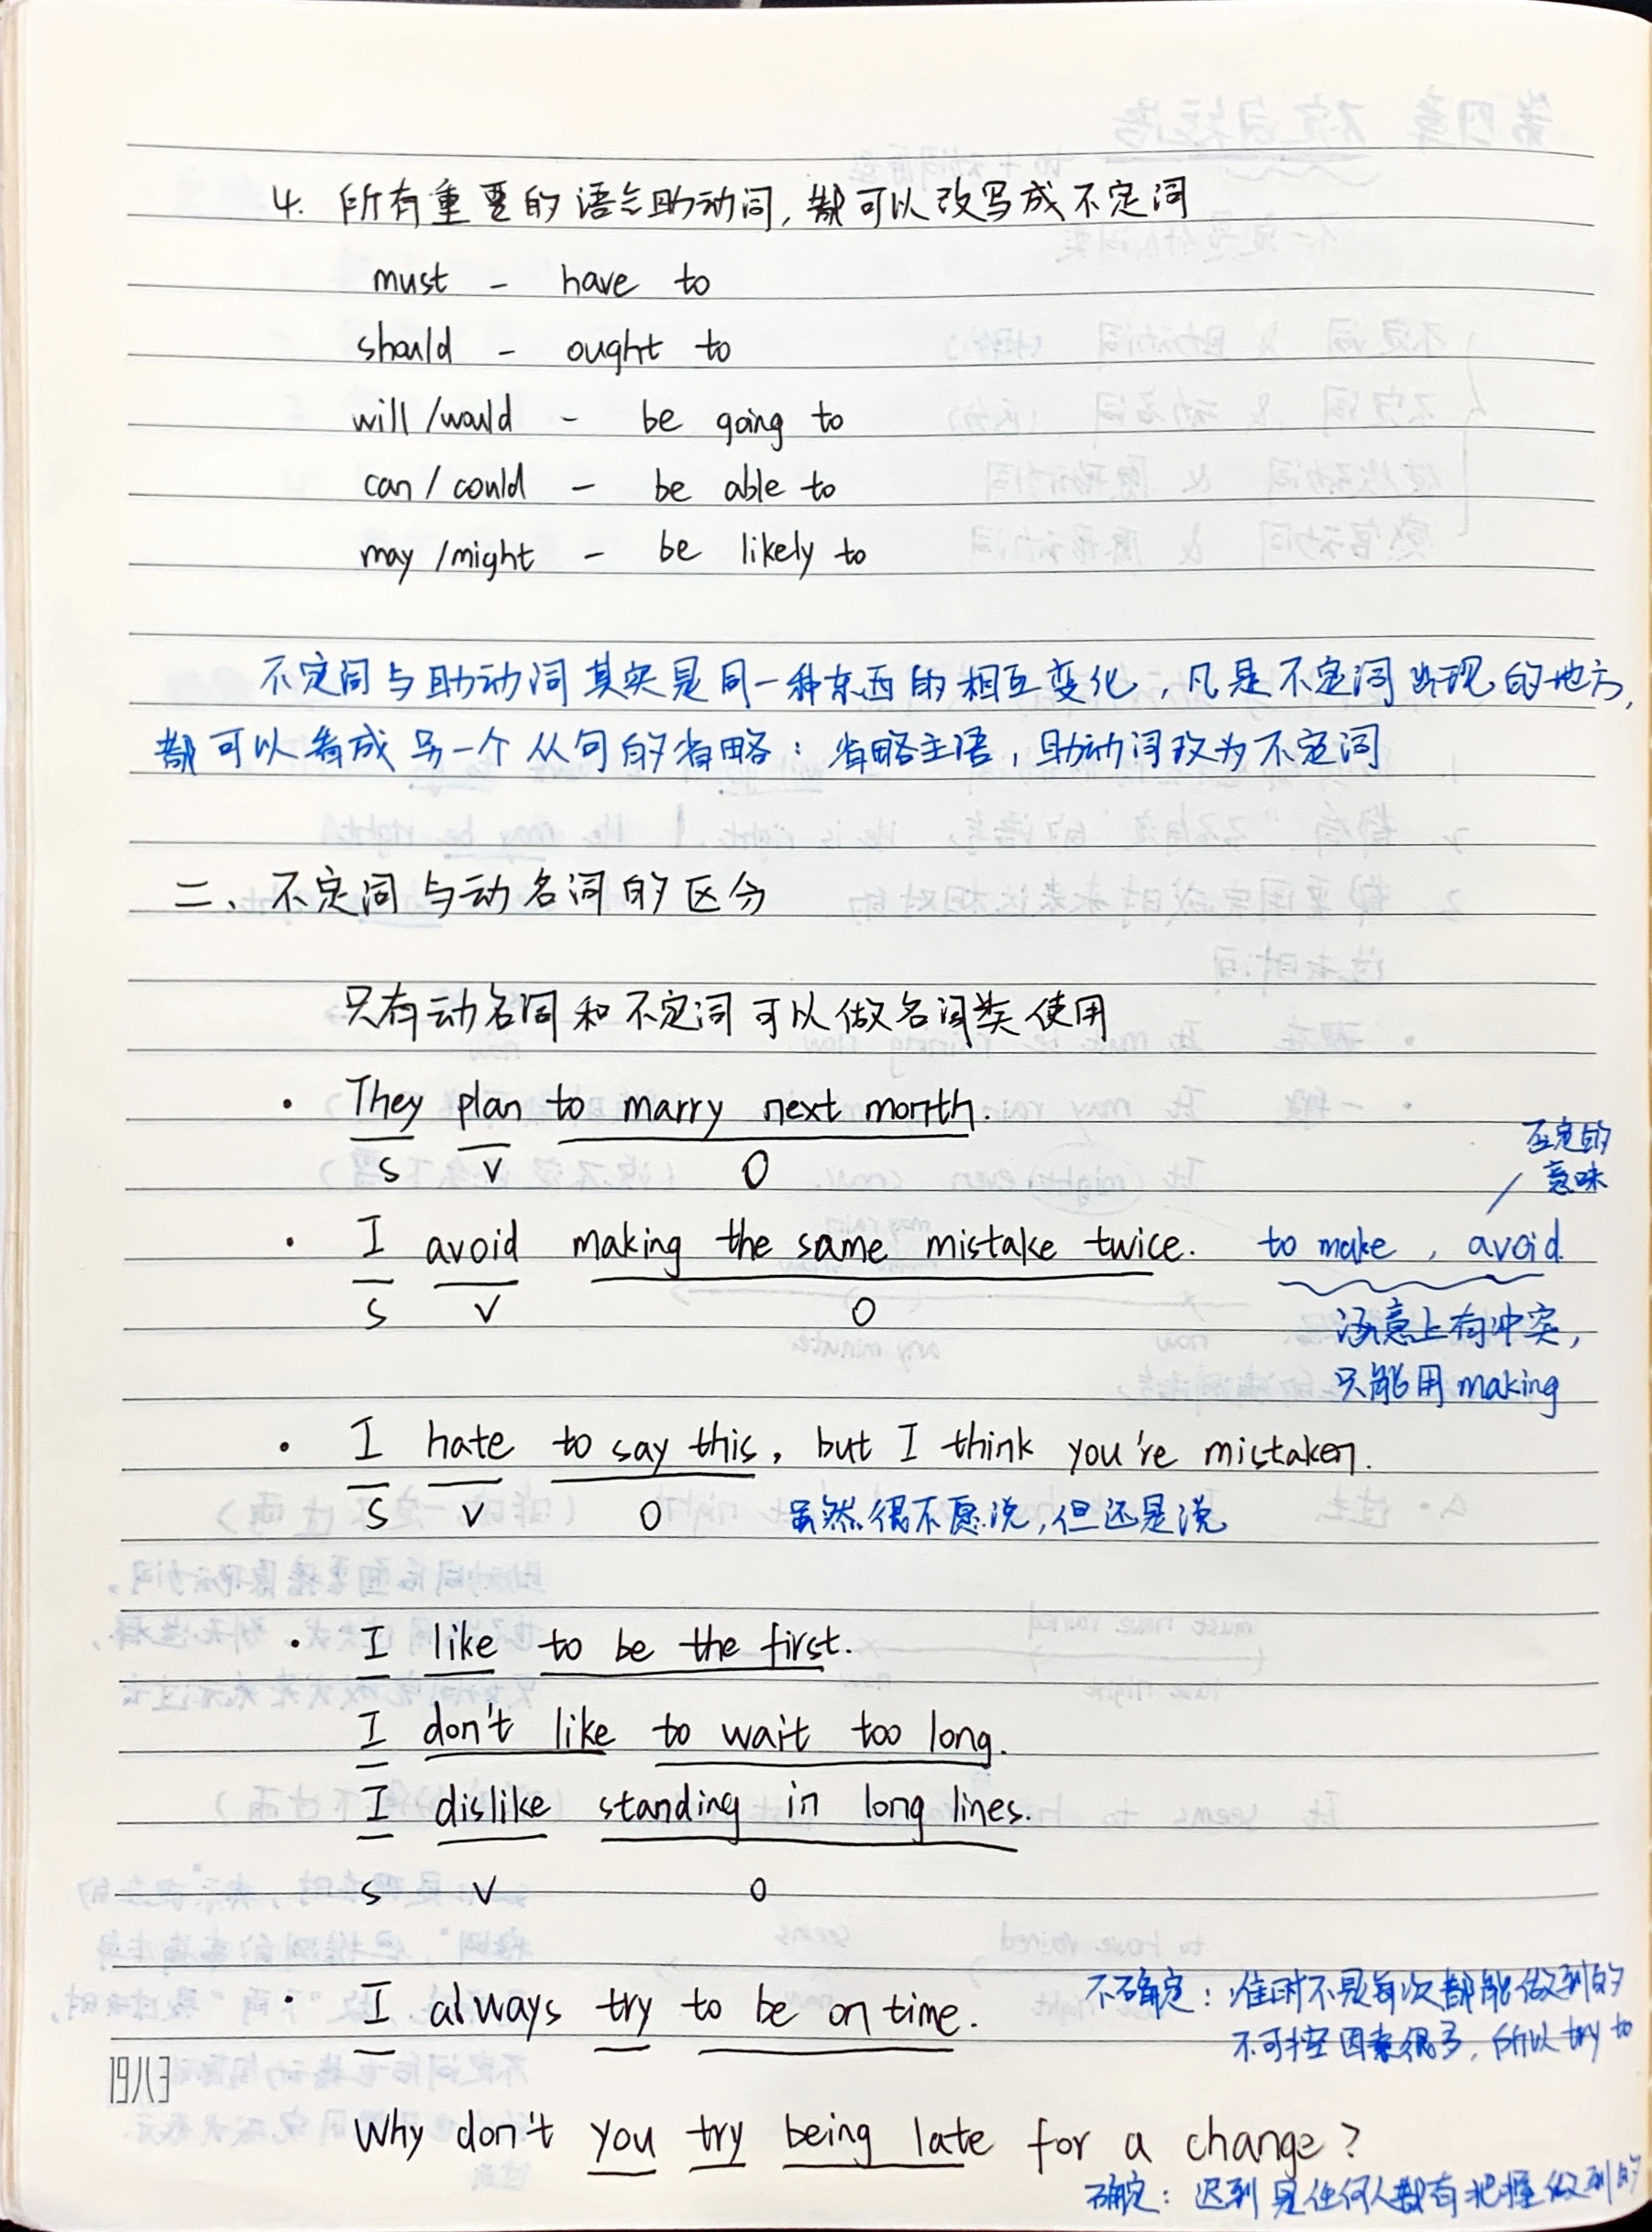 4. 所有重要的语气助动词，都可以改写成不定词
must - have to
should - ought to
will /would - be going to
can / could - be able to
may /might - be likely to
不定词与助动词其实是同一种东西的相互变化，凡是不定词出现的地方，
都可以看成另一个从句的省略：省略主语，助动词改为不定词
二、不定词与动名词的区分
只有动名词和不定词可以做名词类使用
· They plan to marry next month.
S V O
否定的
意味
· I avoid making the same mistake twice. to make , avoid
S V O
涵意上有冲突，
只能用 making
· I hate to say this, but I think you're mistaken.
S V O 虽然很不愿说，但还是说
· I like to be the first.
I don't like to wait too long.
I dislike standing in long lines.
S V O
· I always try to be on time.
不确定：准时不是每次都能做到的
不可控因素很多，所以 try to
Why don't you try being late for a change?
确定：迟到是任何人都有把握做到的